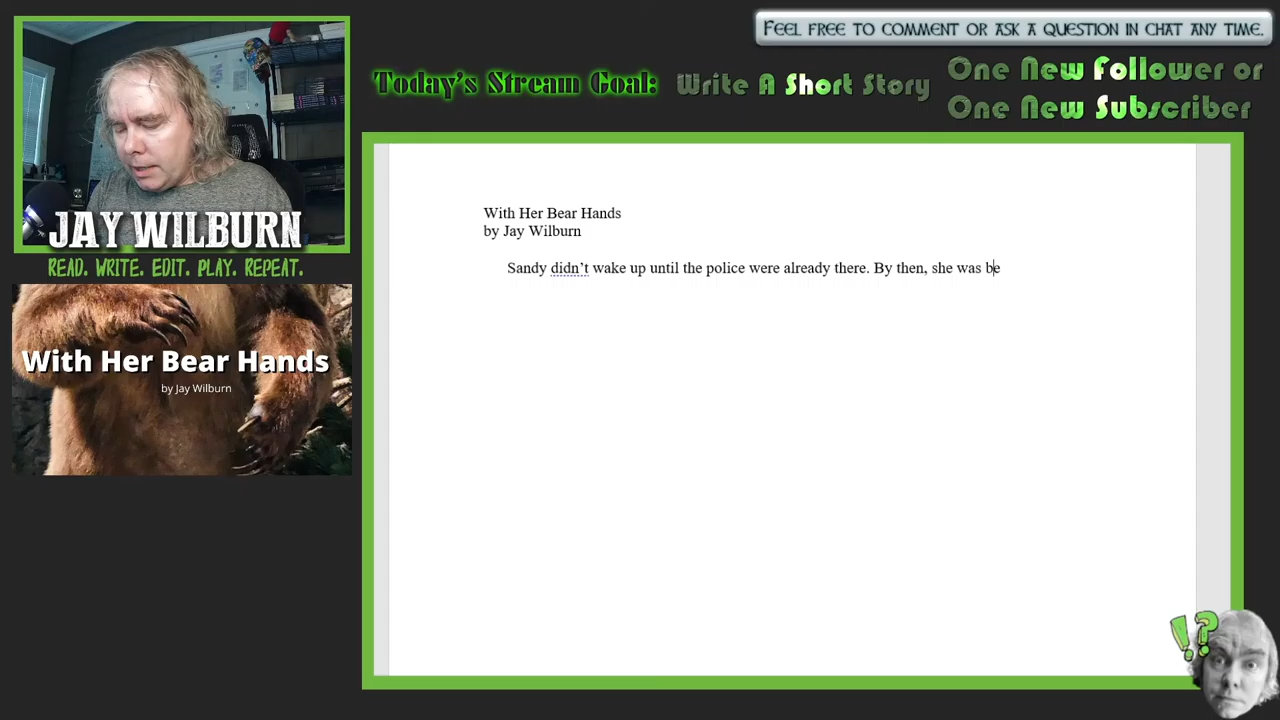 FEEL FREE TO COMMENT OR ASK A QUESTION IN CHAT ANY TIME.
Today's Stream Goal:
Write A Short Story
One New Follower or
One New Subscriber
JAY WILBURN
READ. WRITE. EDIT. PLAY. REPEAT.
With Her Bear Hands
by Jay Wilburn
With Her Bear Hands
by Jay Wilburn
Sandy didn’t wake up until the police were already there. By then, she was be
!?